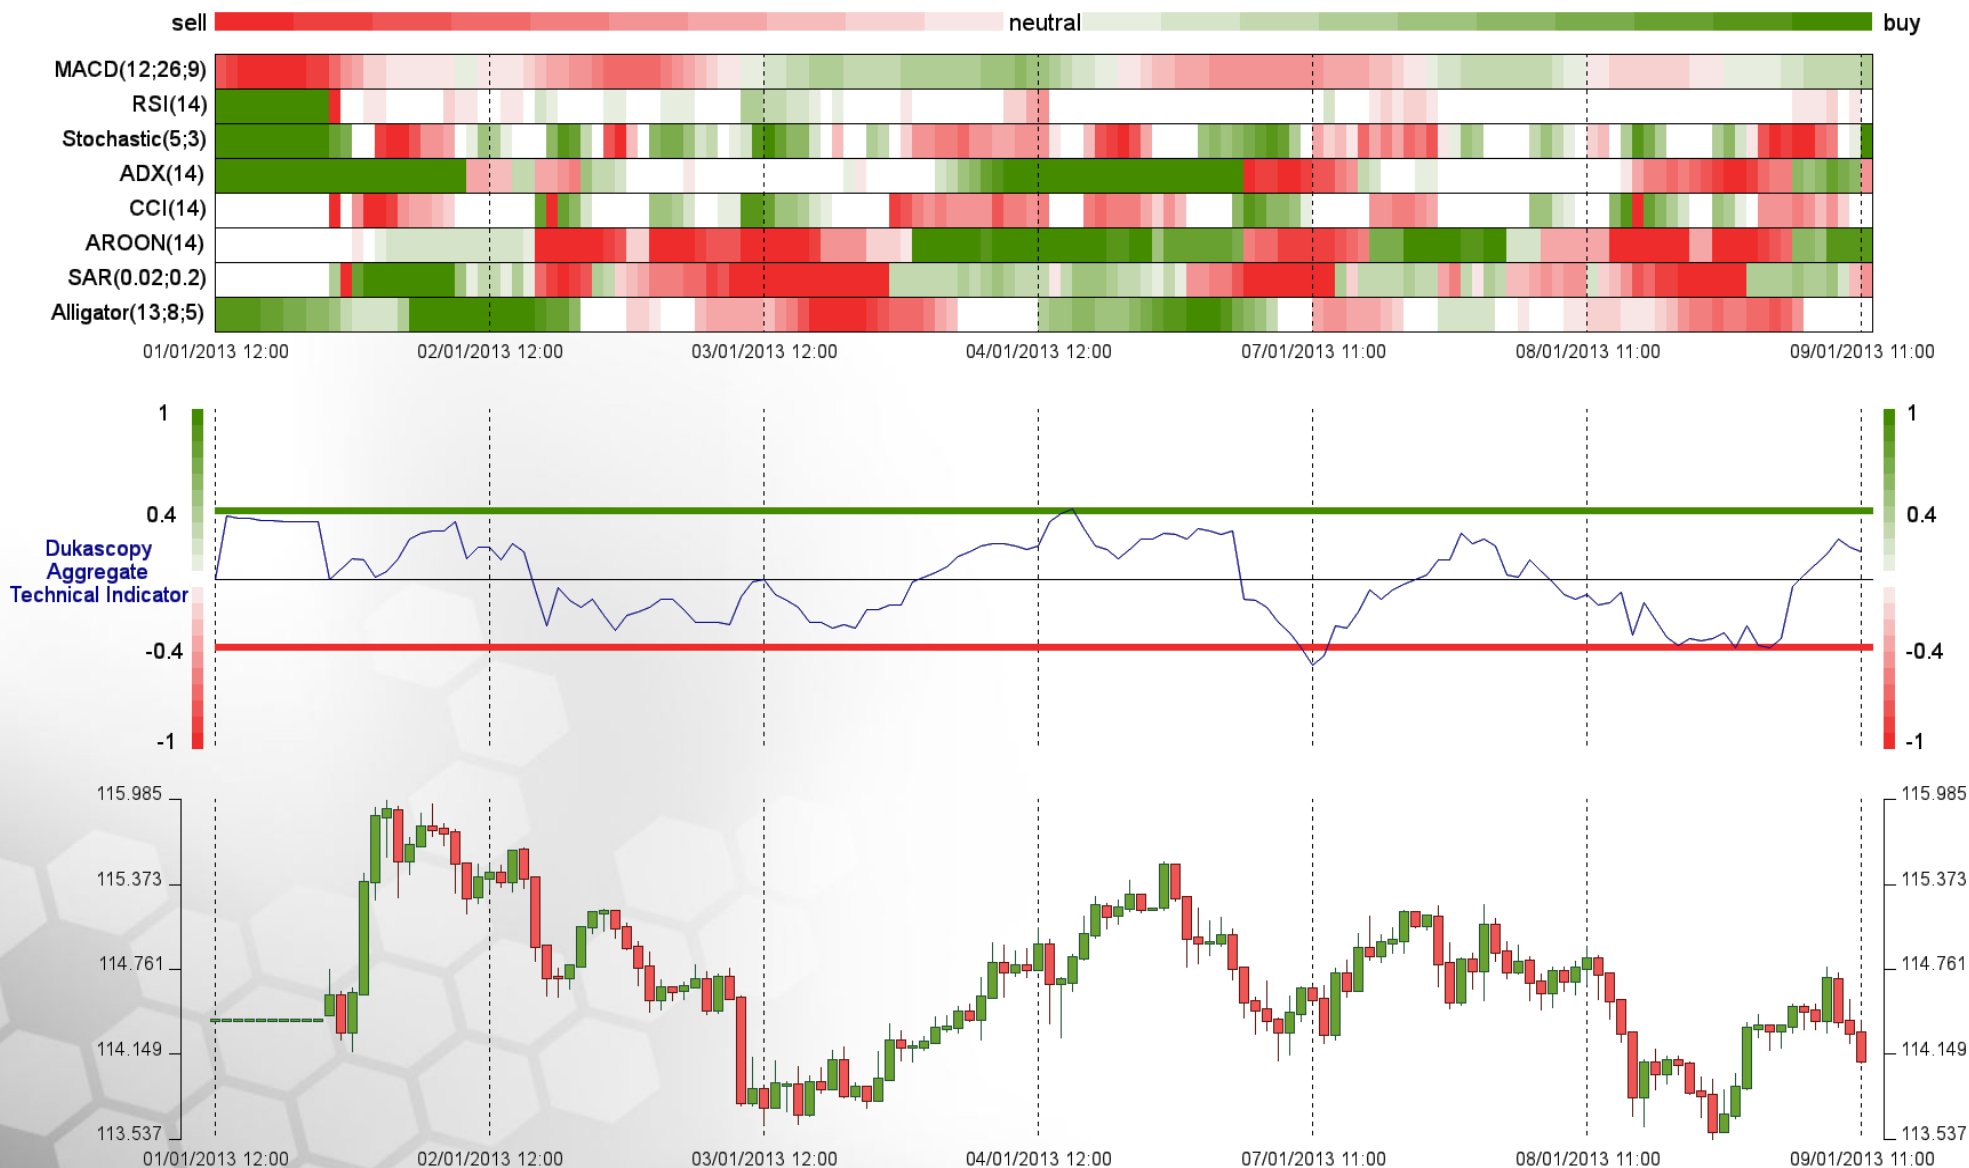 sell neutral buy
MACD(12;26;9)
RSI(14)
Stochastic(5;3)
ADX(14)
CCI(14)
AROON(14)
SAR(0.02;0.2)
Alligator(13;8;5)
01/01/2013 12:00 02/01/2013 12:00 03/01/2013 12:00 04/01/2013 12:00 07/01/2013 11:00 08/01/2013 11:00 09/01/2013 11:00
1 1
0.4 0.4
Dukascopy
Aggregate
Technical Indicator
-0.4 -0.4
-1 -1
115.985 115.985
115.373 115.373
114.761 114.761
114.149 114.149
113.537 113.537
01/01/2013 12:00 02/01/2013 12:00 03/01/2013 12:00 04/01/2013 12:00 07/01/2013 11:00 08/01/2013 11:00 09/01/2013 11:00